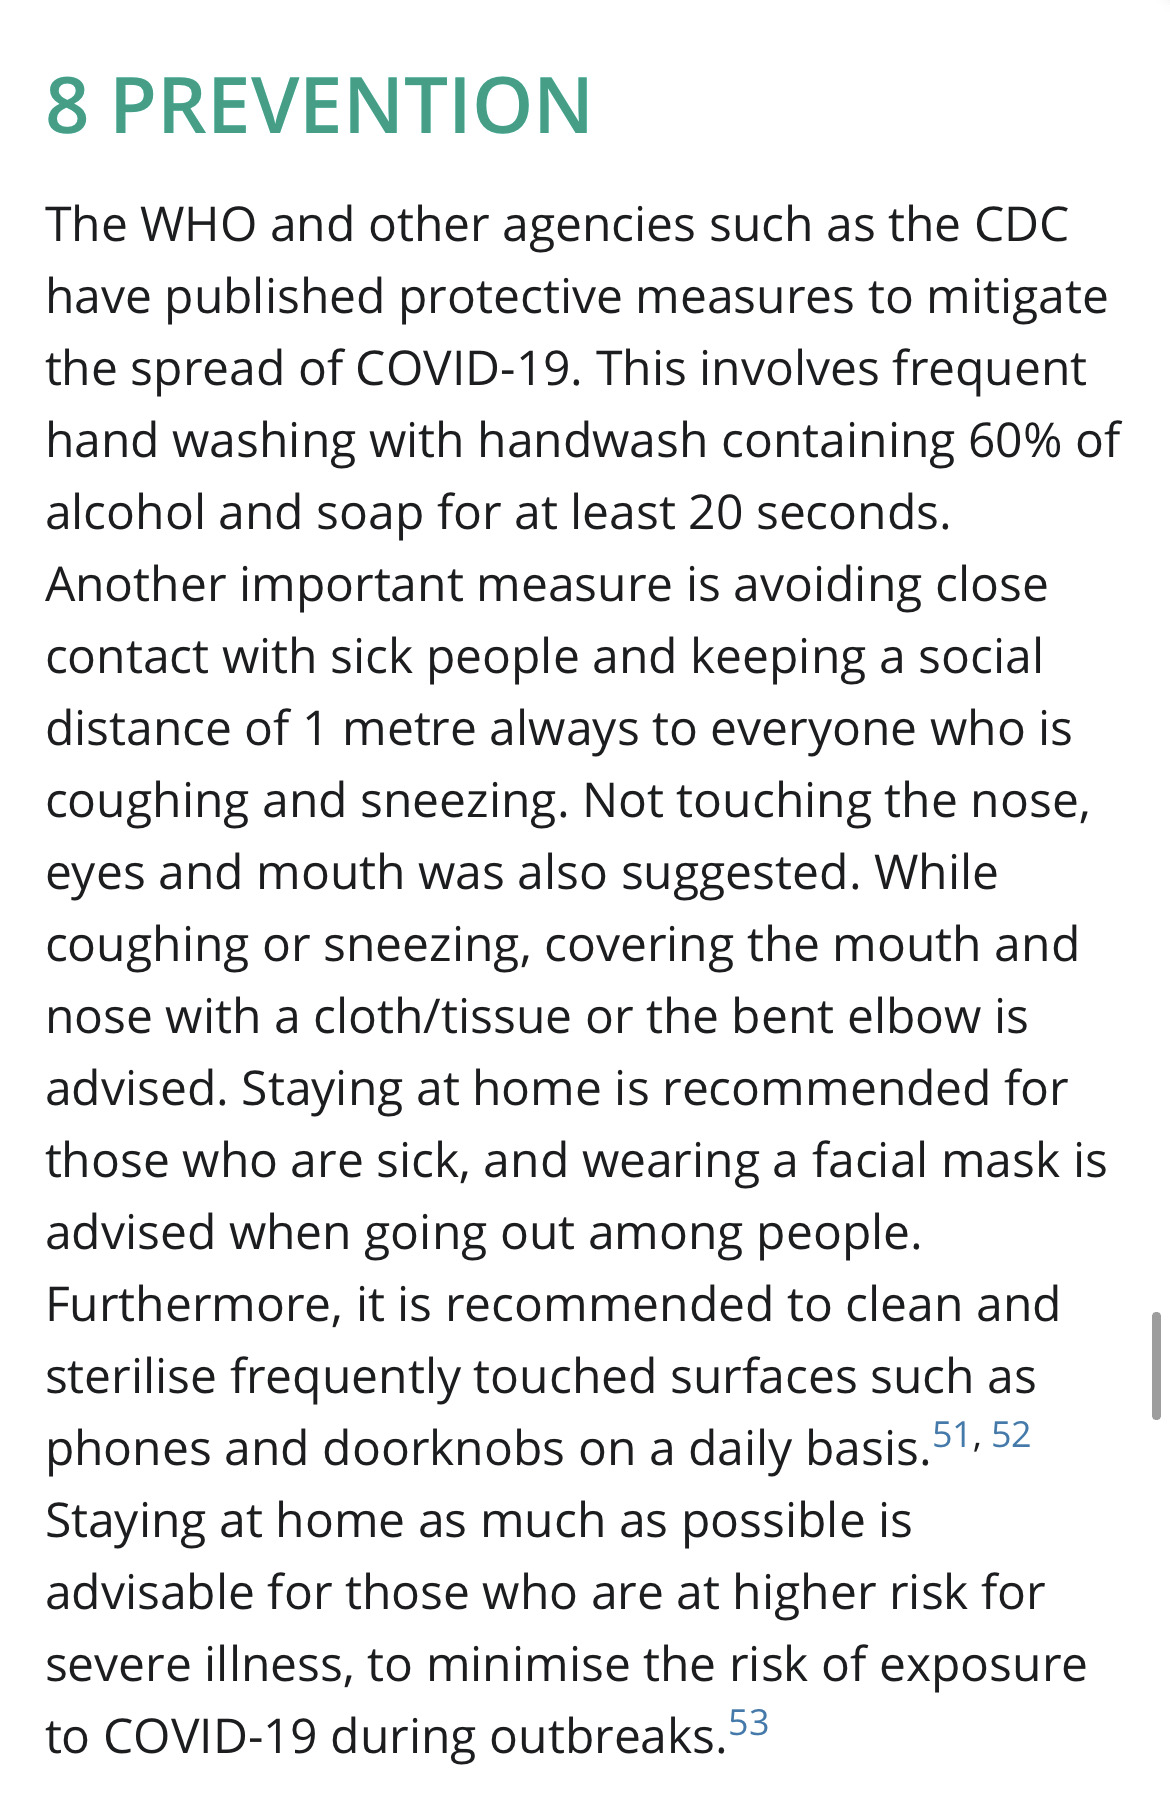 8 PREVENTION
The WHO and other agencies such as the CDC
have published protective measures to mitigate
the spread of COVID-19. This involves frequent
hand washing with handwash containing 60% of
alcohol and soap for at least 20 seconds.
Another important measure is avoiding close
contact with sick people and keeping a social
distance of 1 metre always to everyone who is
coughing and sneezing. Not touching the nose,
eyes and mouth was also suggested. While
coughing or sneezing, covering the mouth and
nose with a cloth/tissue or the bent elbow is
advised. Staying at home is recommended for
those who are sick, and wearing a facial mask is
advised when going out among people.
Furthermore, it is recommended to clean and
sterilise frequently touched surfaces such as
phones and doorknobs on a daily basis.51, 52
Staying at home as much as possible is
advisable for those who are at higher risk for
severe illness, to minimise the risk of exposure
to COVID-19 during outbreaks.53